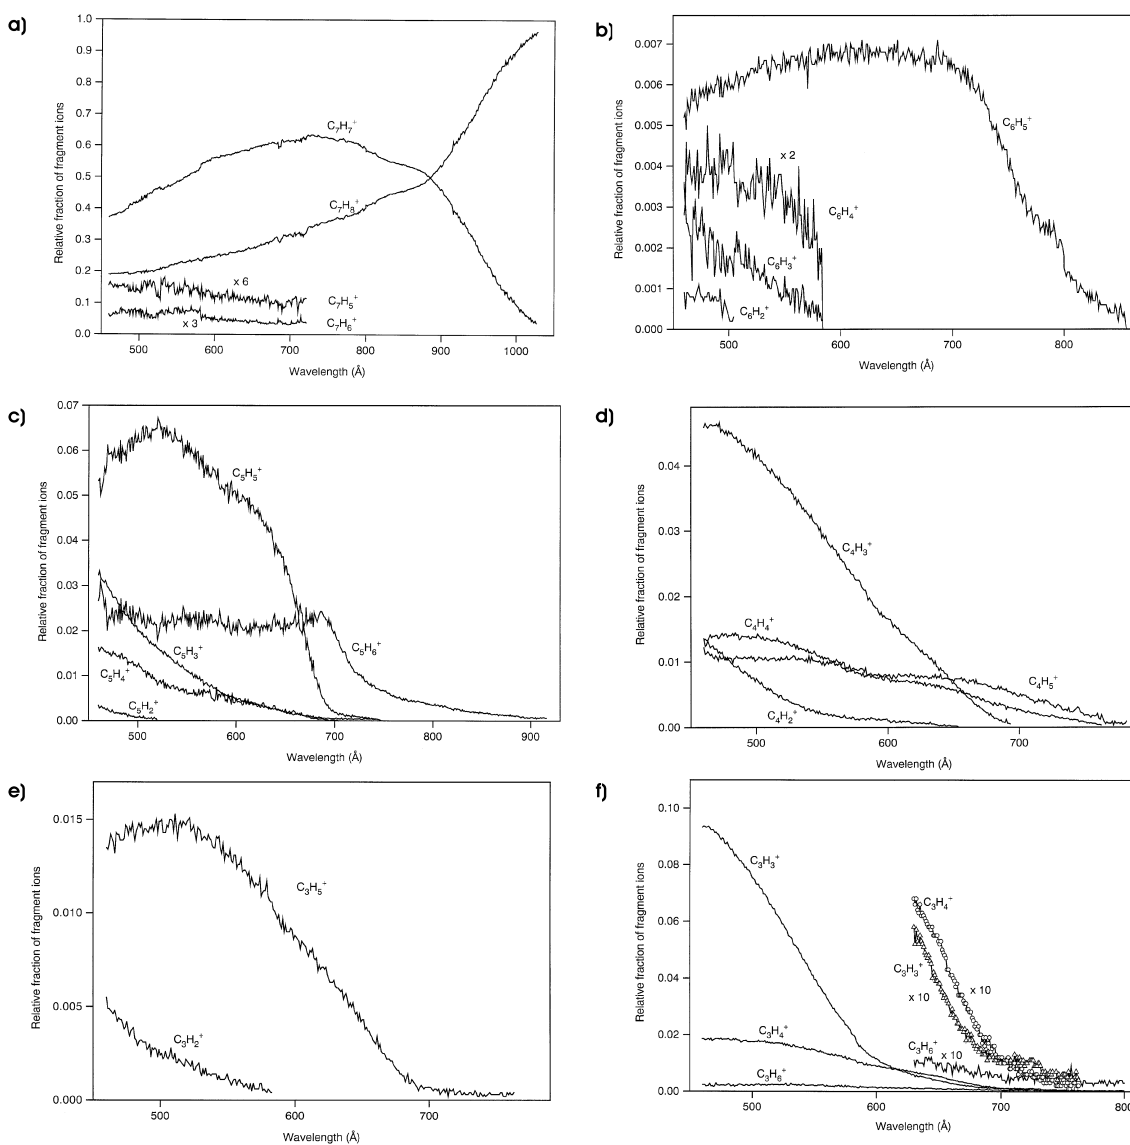 a)
Relative fraction of fragment ions
1.0
0.9
0.8
0.7
0.6
0.5
0.4
0.3
0.2
0.1
0.0
C7H7+
C7H8+
x 6
C7H5+
x 3
C7H6+
500 600 700 800 900 1000
Wavelength (Å)
b)
Relative fraction of fragment ions
0.007
0.006
0.005
0.004
0.003
0.002
0.001
0.000
C6H5+
x 2
C6H4+
C6H3+
C6H2+
500 600 700 800
Wavelength (Å)
c)
Relative fraction of fragment ions
0.07
0.06
0.05
0.04
0.03
0.02
0.01
0.00
C5H5+
C5H3+
C5H6+
C5H4+
C5H2+
500 600 700 800 900
Wavelength (Å)
d)
Relative fraction of fragment ions
0.04
0.03
0.02
0.01
0.00
C4H3+
C4H4+
C4H5+
C4H2+
500 600 700
Wavelength (Å)
e)
Relative fraction of fragment ions
0.015
0.010
0.005
0.000
C3H5+
C3H2+
500 600 700
Wavelength (Å)
f)
Relative fraction of fragment ions
0.10
0.08
0.06
0.04
0.02
0.00
C3H3+
C3H4+
C3H3+
x 10
x 10
C3H4+
C3H6+
x 10
C3H6+
500 600 700 800
Wavelength (Å)